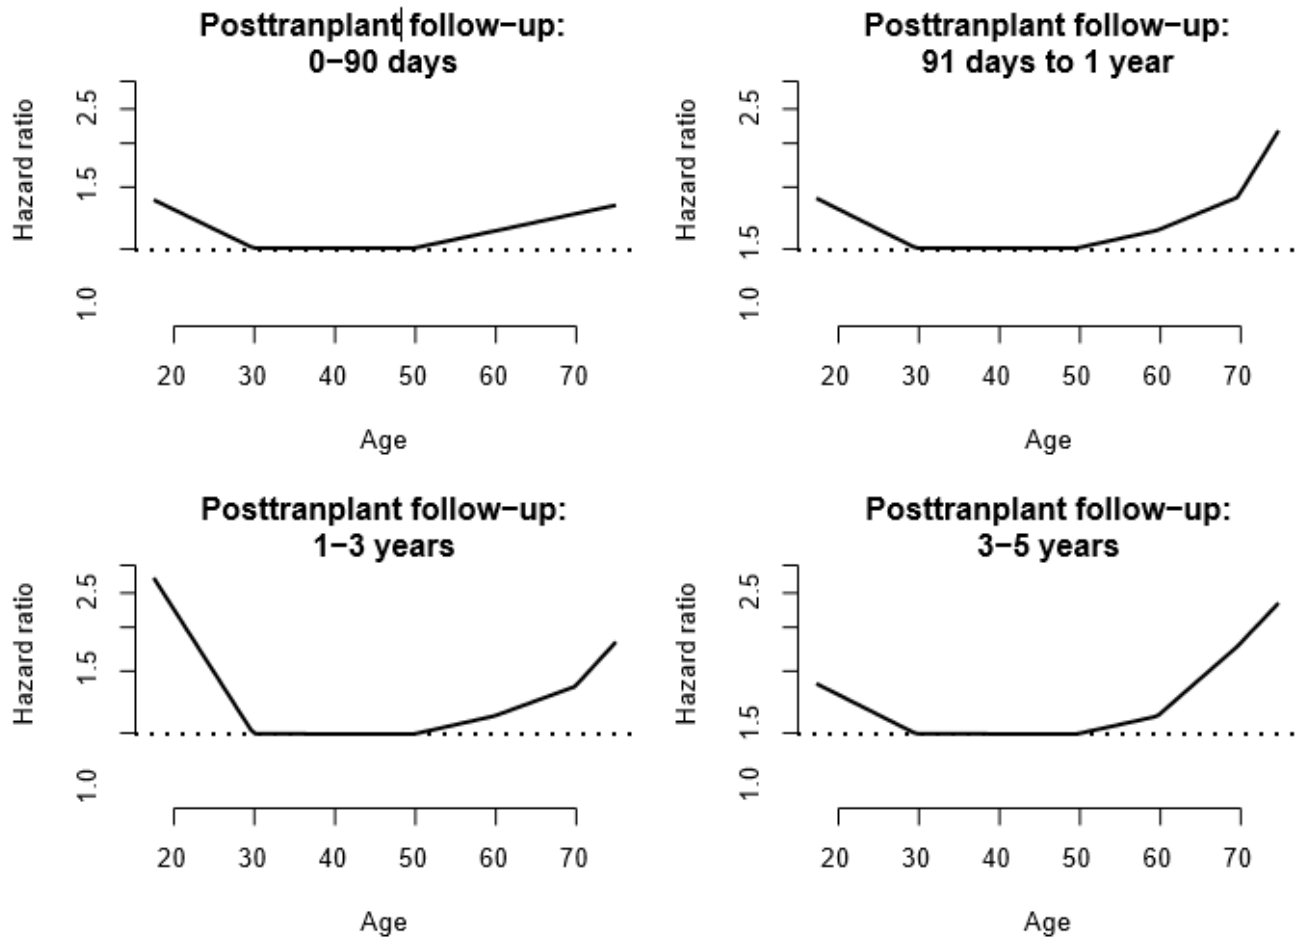 Posttranplant follow−up:
0−90 days
Hazard ratio
2.5
1.5
1.0
20 30 40 50 60 70
Age
Posttranplant follow−up:
91 days to 1 year
Hazard ratio
2.5
1.5
1.0
20 30 40 50 60 70
Age
Posttranplant follow−up:
1−3 years
Hazard ratio
2.5
1.5
1.0
20 30 40 50 60 70
Age
Posttranplant follow−up:
3−5 years
Hazard ratio
2.5
1.5
1.0
20 30 40 50 60 70
Age